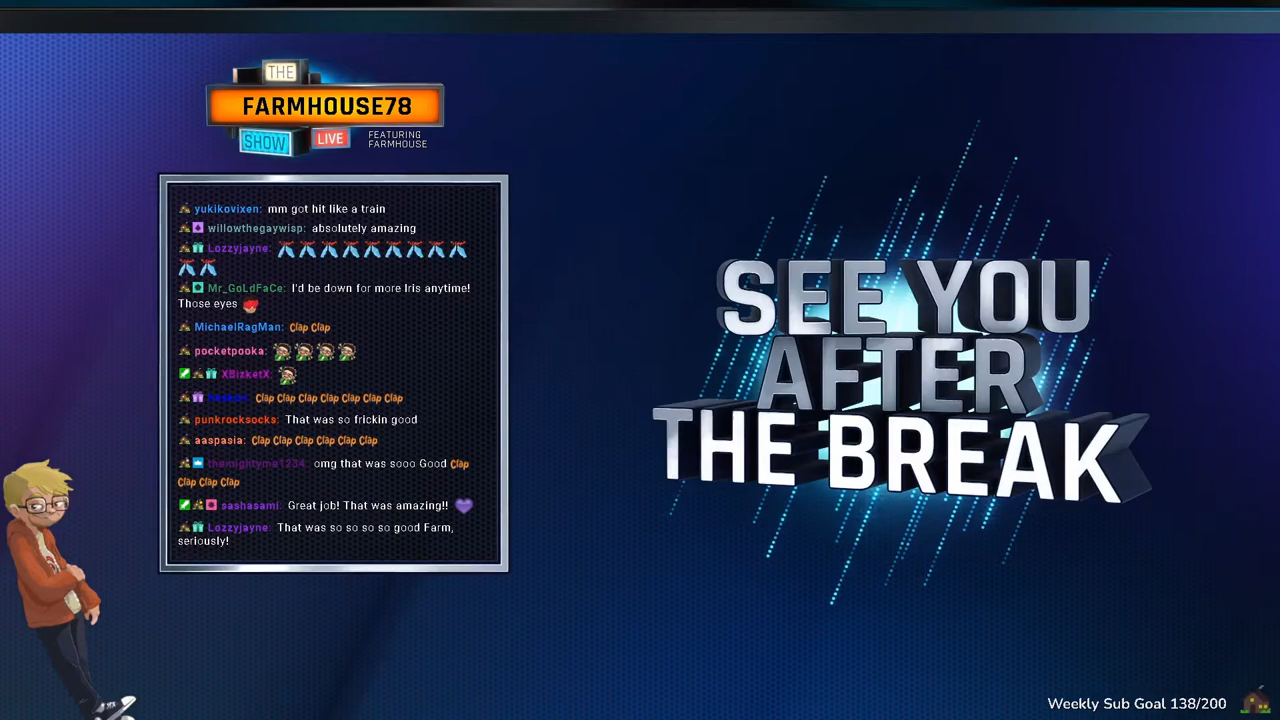 THE
FARMHOUSE78
SHOW LIVE FEATURING
FARMHOUSE
yukikovixen: mm got hit like a train
willowthegaywisp: absolutely amazing
Lozzyjayne:
Mr_GoLdFaCe: I'd be down for more Iris anytime!
Those eyes
MichaelRagMan: Clap Clap
pocketpooka:
XBizketX:
Clap Clap Clap Clap Clap Clap Clap
punkrocksocks: That was so frickin good
aaspasia: Clap Clap Clap Clap Clap Clap
themightyme1234: omg that was sooo Good Clap
Clap Clap Clap
sashasami: Great job! That was amazing!!
Lozzyjayne: That was so so so so good Farm,
seriously!
SEE YOU
AFTER
THE BREAK
Weekly Sub Goal 138/200